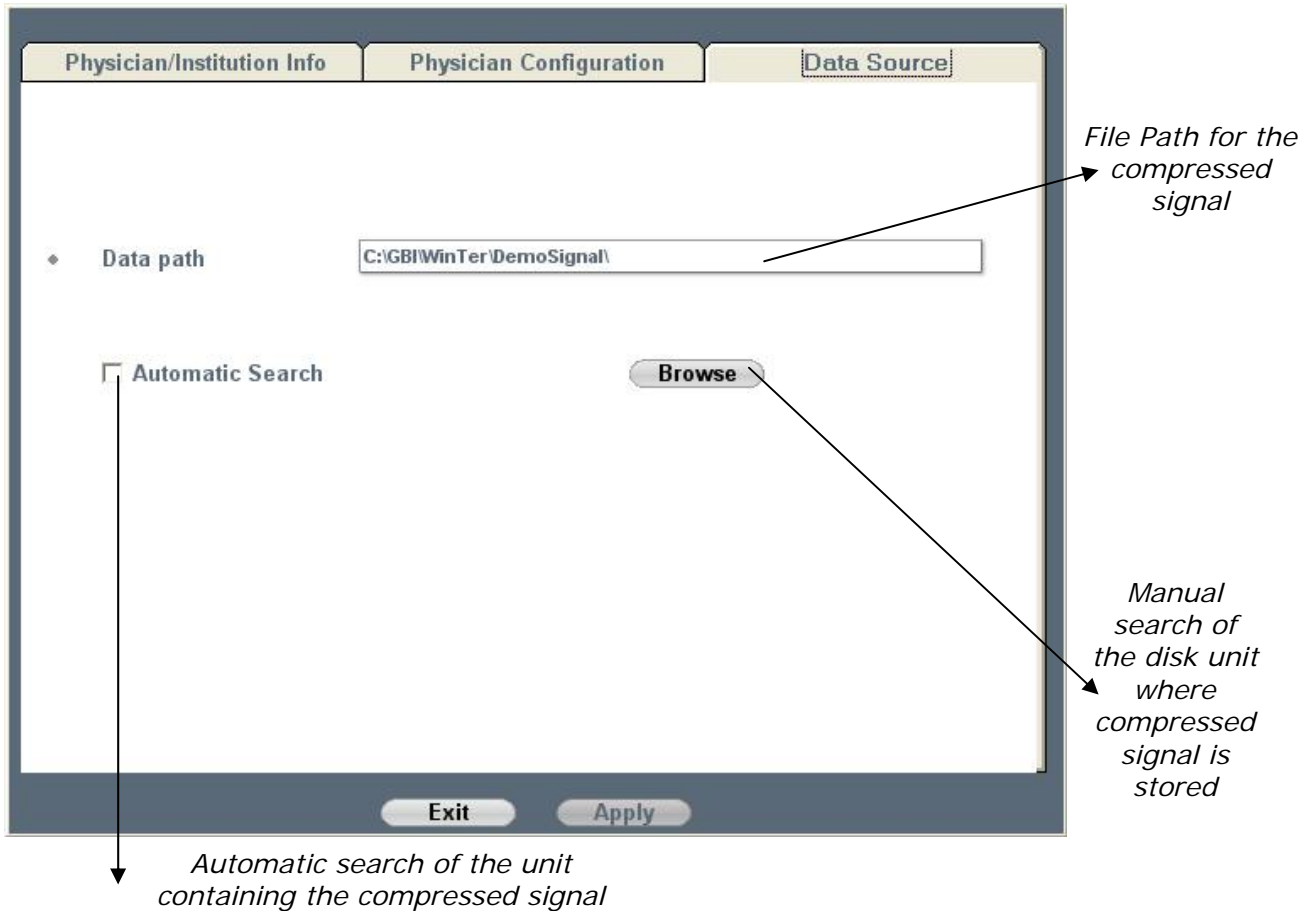 Physician/Institution Info
Physician Configuration
Data Source
File Path for the
compressed
signal
Data path
C:\GBI\WinTer\DemoSignal\
Automatic Search
Browse
Manual
search of
the disk unit
where
compressed
signal is
stored
Exit
Apply
Automatic search of the unit
containing the compressed signal